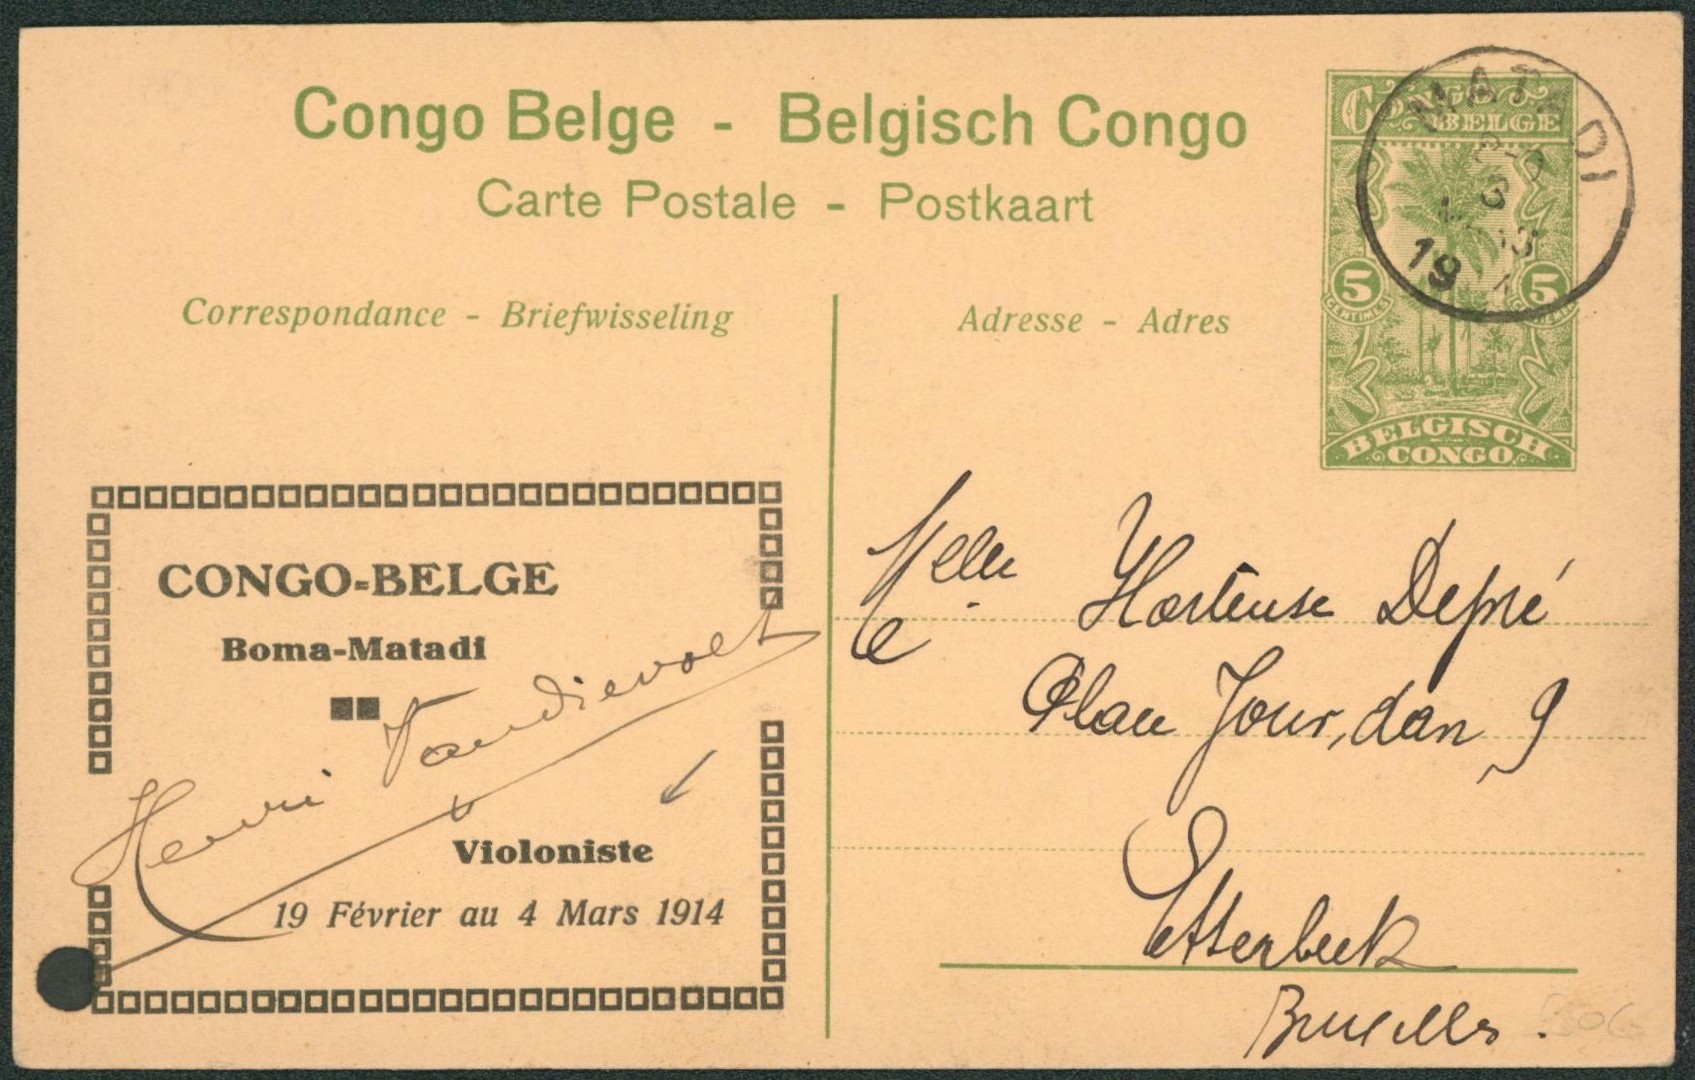 Congo Belge - Belgisch Congo
Carte Postale - Postkaart
CONGO BELGE
5 5
CENTIMES
BELGISCH
CONGO
MATADI
19
Correspondance - Briefwisseling
Adresse - Adres
CONGO-BELGE
Boma-Matadi
Henri Vandievoet
Violoniste
19 Février au 4 Mars 1914
Melle Hortense Depré
Place Jourdan, 9
Etterbeek
Bruxelles.